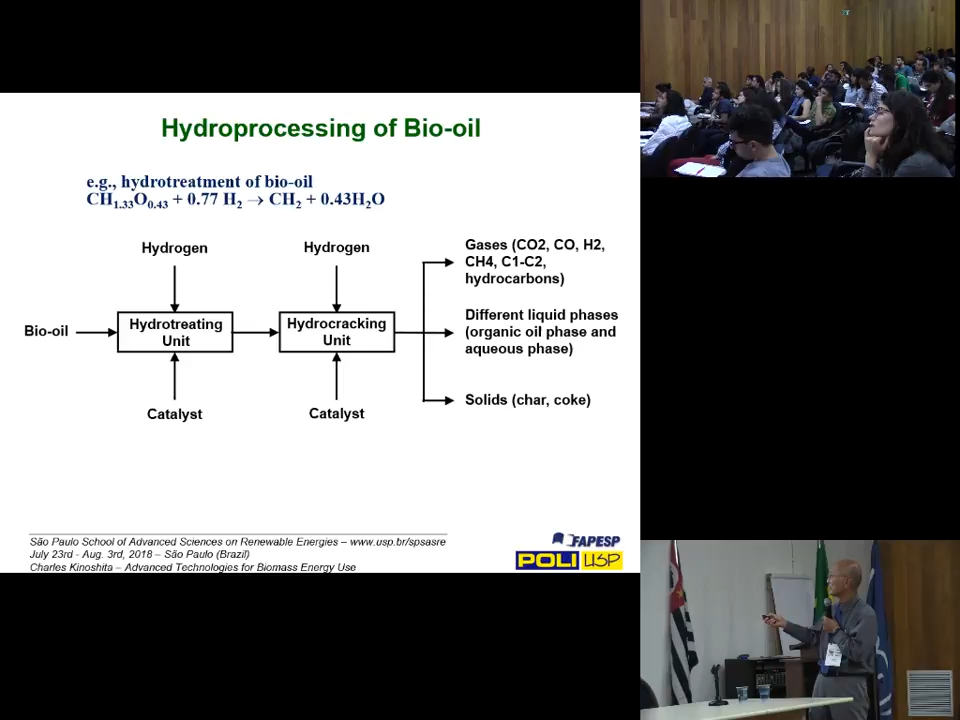 Hydroprocessing of Bio-oil
e.g., hydrotreatment of bio-oil
CH1.33O0.43 + 0.77 H2 → CH2 + 0.43H2O
Hydrogen
Hydrogen
Gases (CO2, CO, H2,
CH4, C1-C2,
hydrocarbons)
Bio-oil
Hydrotreating
Unit
Hydrocracking
Unit
Different liquid phases
(organic oil phase and
aqueous phase)
Catalyst
Catalyst
Solids (char, coke)
São Paulo School of Advanced Sciences on Renewable Energies – www.usp.br/spsasre
July 23rd - Aug. 3rd, 2018 – São Paulo (Brazil)
Charles Kinoshita – Advanced Technologies for Biomass Energy Use
FAPESP
POLI USP